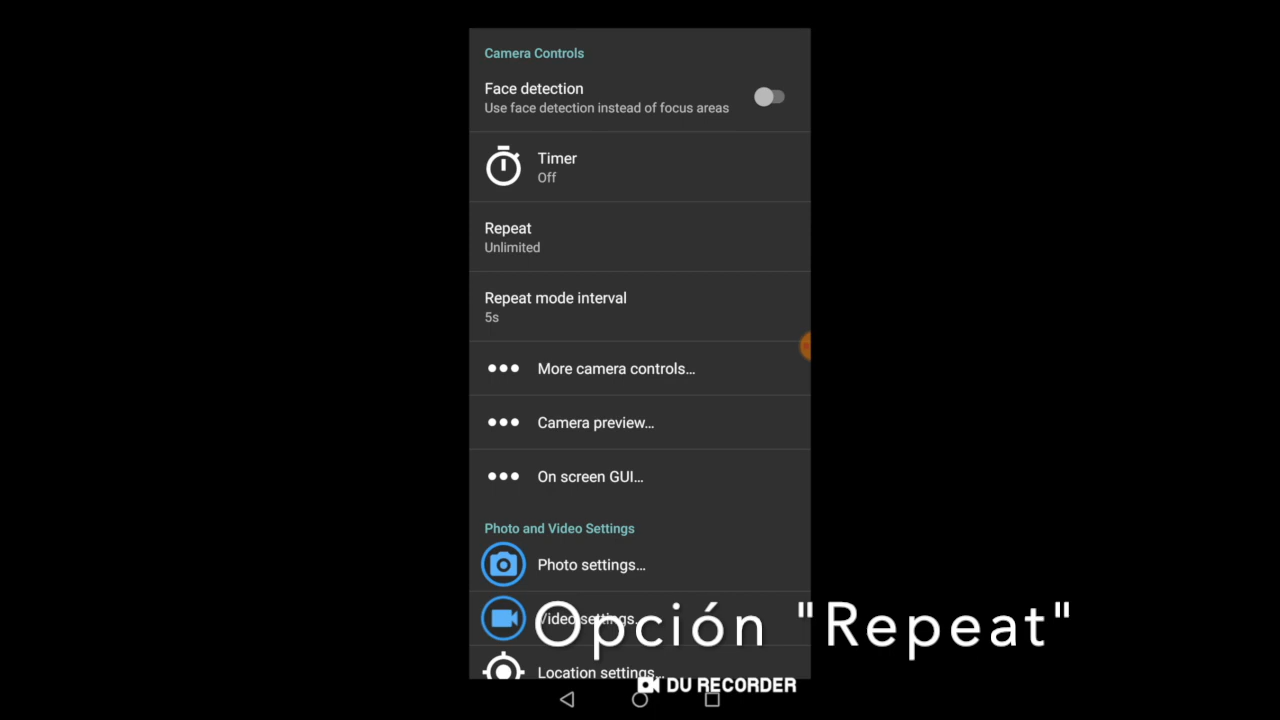 Camera Controls
Face detection
Use face detection instead of focus areas
Timer
Off
Repeat
Unlimited
Repeat mode interval
5s
More camera controls...
Camera preview...
On screen GUI...
Photo and Video Settings
Photo settings...
Video settings...
Opción "Repeat"
Location settings...
DU RECORDER